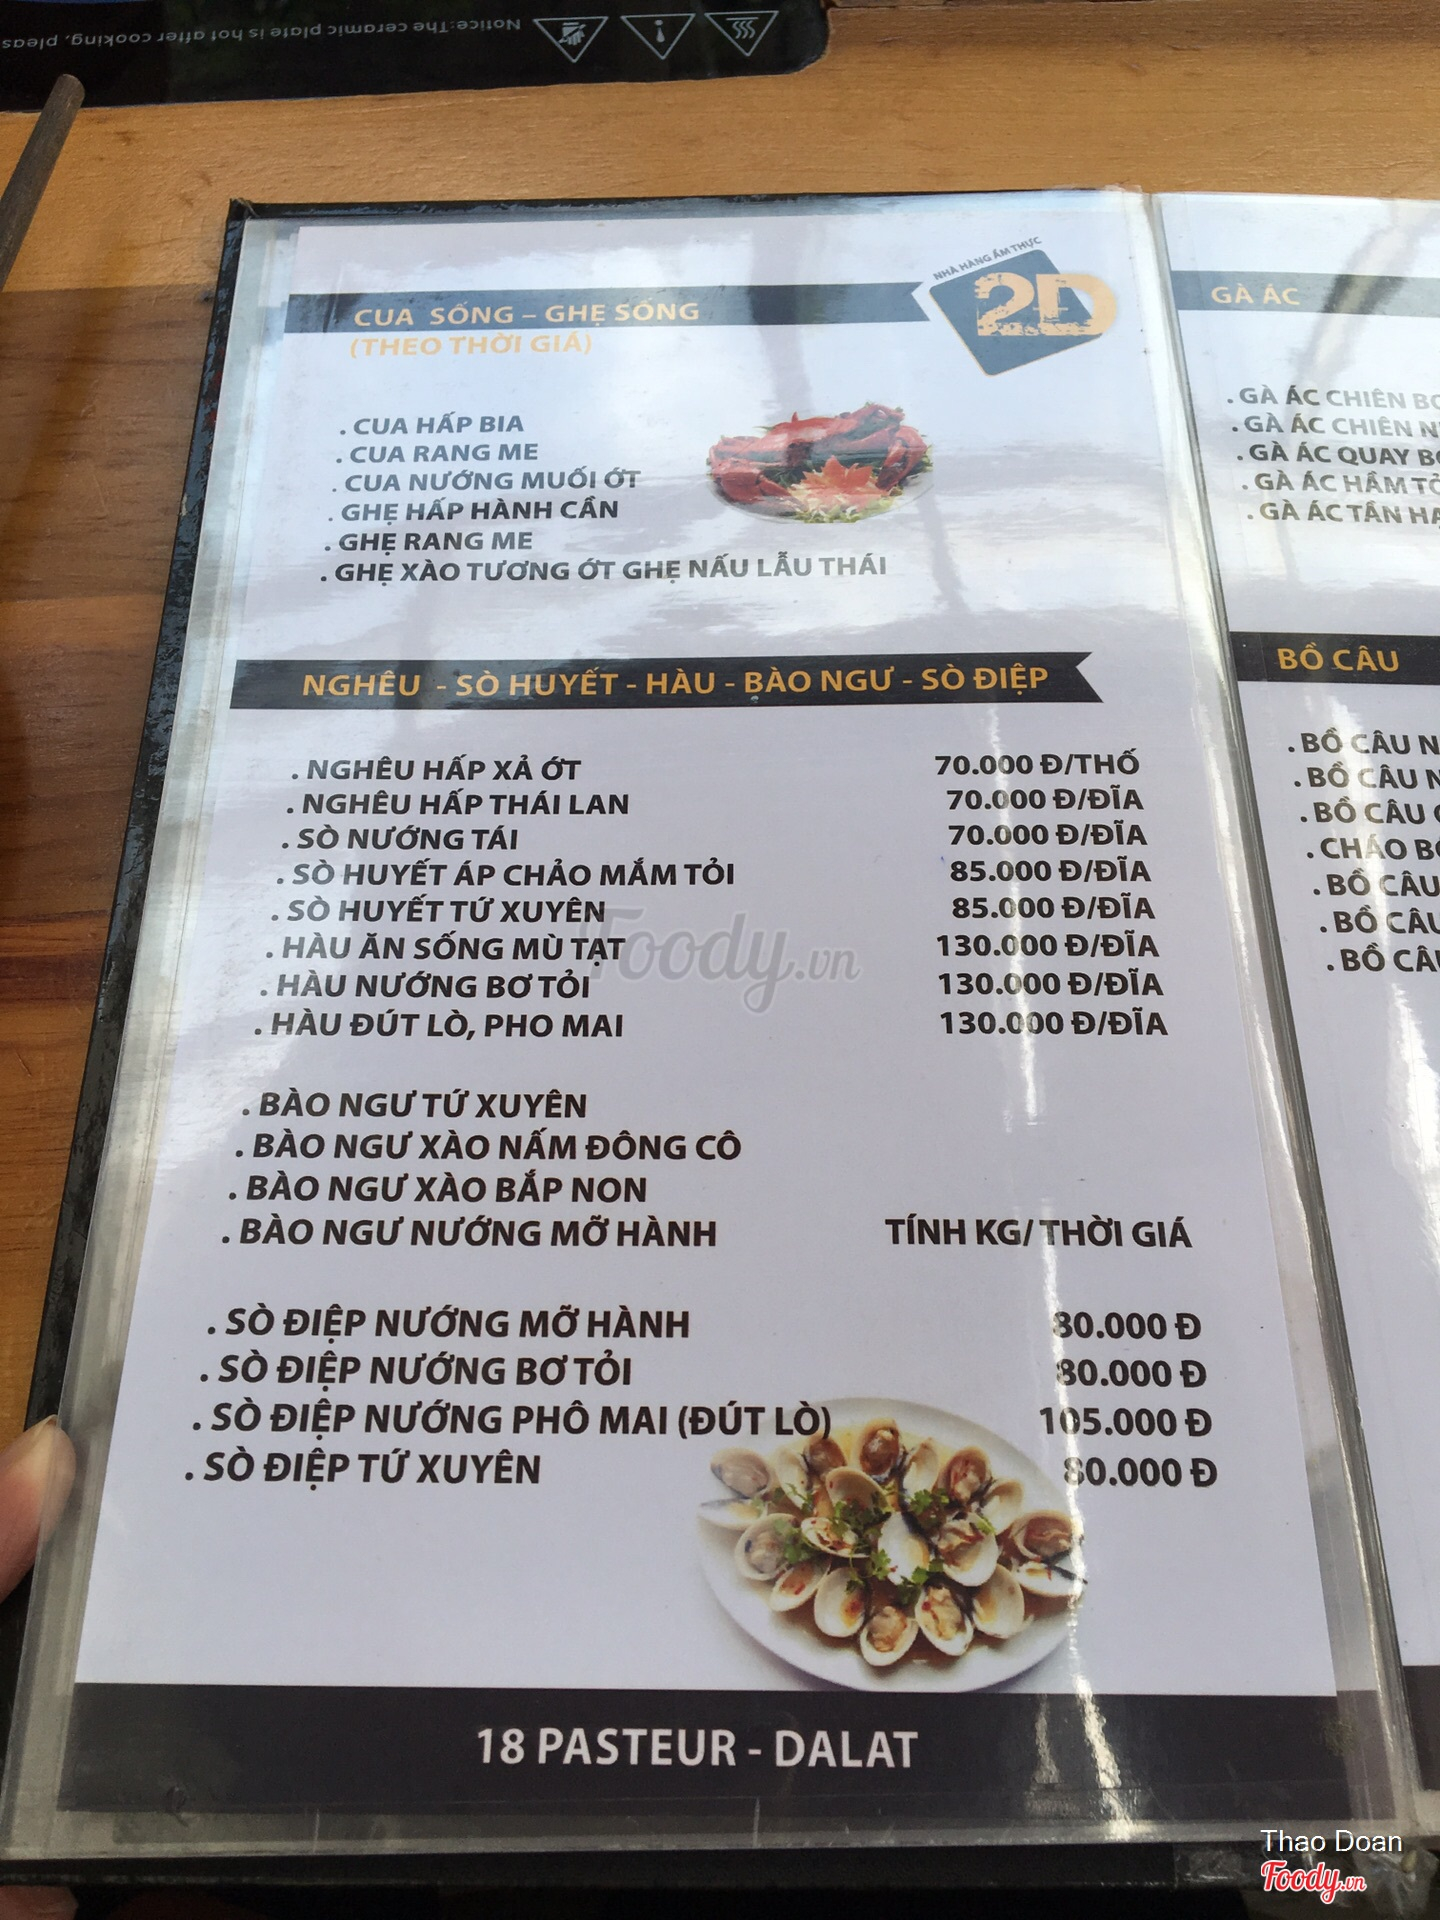 Notice:The ceramic plate is hot after cooking, pleas
NHÀ HÀNG ẨM THỰC
2D
CUA SỐNG – GHẸ SỐNG
(THEO THỜI GIÁ)
. CUA HẤP BIA
. CUA RANG ME
. CUA NƯỚNG MUỐI ỚT
. GHẸ HẤP HÀNH CẦN
. GHẸ RANG ME
. GHẸ XÀO TƯƠNG ỚT GHẸ NẤU LẨU THÁI
NGHÊU - SÒ HUYẾT - HÀU - BÀO NGƯ - SÒ ĐIỆP
. NGHÊU HẤP XẢ ỚT 70.000 Đ/THỐ
. NGHÊU HẤP THÁI LAN 70.000 Đ/ĐĨA
. SÒ NƯỚNG TÁI 70.000 Đ/ĐĨA
. SÒ HUYẾT ÁP CHẢO MẮM TỎI 85.000 Đ/ĐĨA
. SÒ HUYẾT TỨ XUYÊN 85.000 Đ/ĐĨA
. HÀU ĂN SỐNG MÙ TẠT 130.000 Đ/ĐĨA
. HÀU NƯỚNG BƠ TỎI 130.000 Đ/ĐĨA
. HÀU ĐÚT LÒ, PHO MAI 130.000 Đ/ĐĨA
. BÀO NGƯ TỨ XUYÊN
. BÀO NGƯ XÀO NẤM ĐÔNG CÔ
. BÀO NGƯ XÀO BẮP NON
. BÀO NGƯ NƯỚNG MỠ HÀNH TÍNH KG/ THỜI GIÁ
. SÒ ĐIỆP NƯỚNG MỠ HÀNH 80.000 Đ
. SÒ ĐIỆP NƯỚNG BƠ TỎI 80.000 Đ
. SÒ ĐIỆP NƯỚNG PHÔ MAI (ĐÚT LÒ) 105.000 Đ
. SÒ ĐIỆP TỨ XUYÊN 80.000 Đ
18 PASTEUR - DALAT
GÀ ÁC
. GÀ ÁC CHIÊN
. GÀ ÁC CHIÊN
. GÀ ÁC QUAY
. GÀ ÁC HẦM
. GÀ ÁC TẦN
BỒ CÂU
. BỒ CÂU
. BỒ CÂU
. BỒ CÂU
. CHÁO
. BỒ CÂU
. BỒ CÂU
. BỒ CÂU
Foody.vn
Thao Doan
Foody.vn